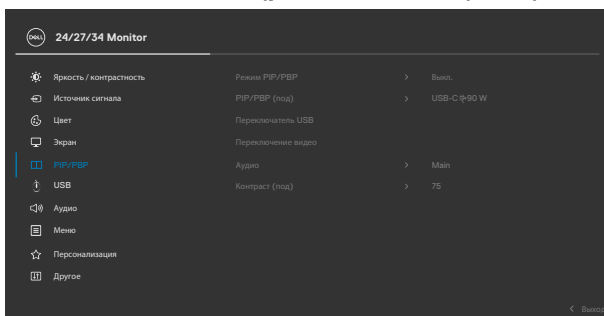 DELL 24/27/34 Monitor
Яркость / контрастность Режим PIP/PBP > Выкл.
Источник сигнала PIP/PBP (под) > USB-C 90 W
Цвет Переключатель USB
Экран Переключение видео
PIP/PBP Аудио > Main
USB Контраст (под) > 75
Аудио
Меню
Персонализация
Другое
< Выход